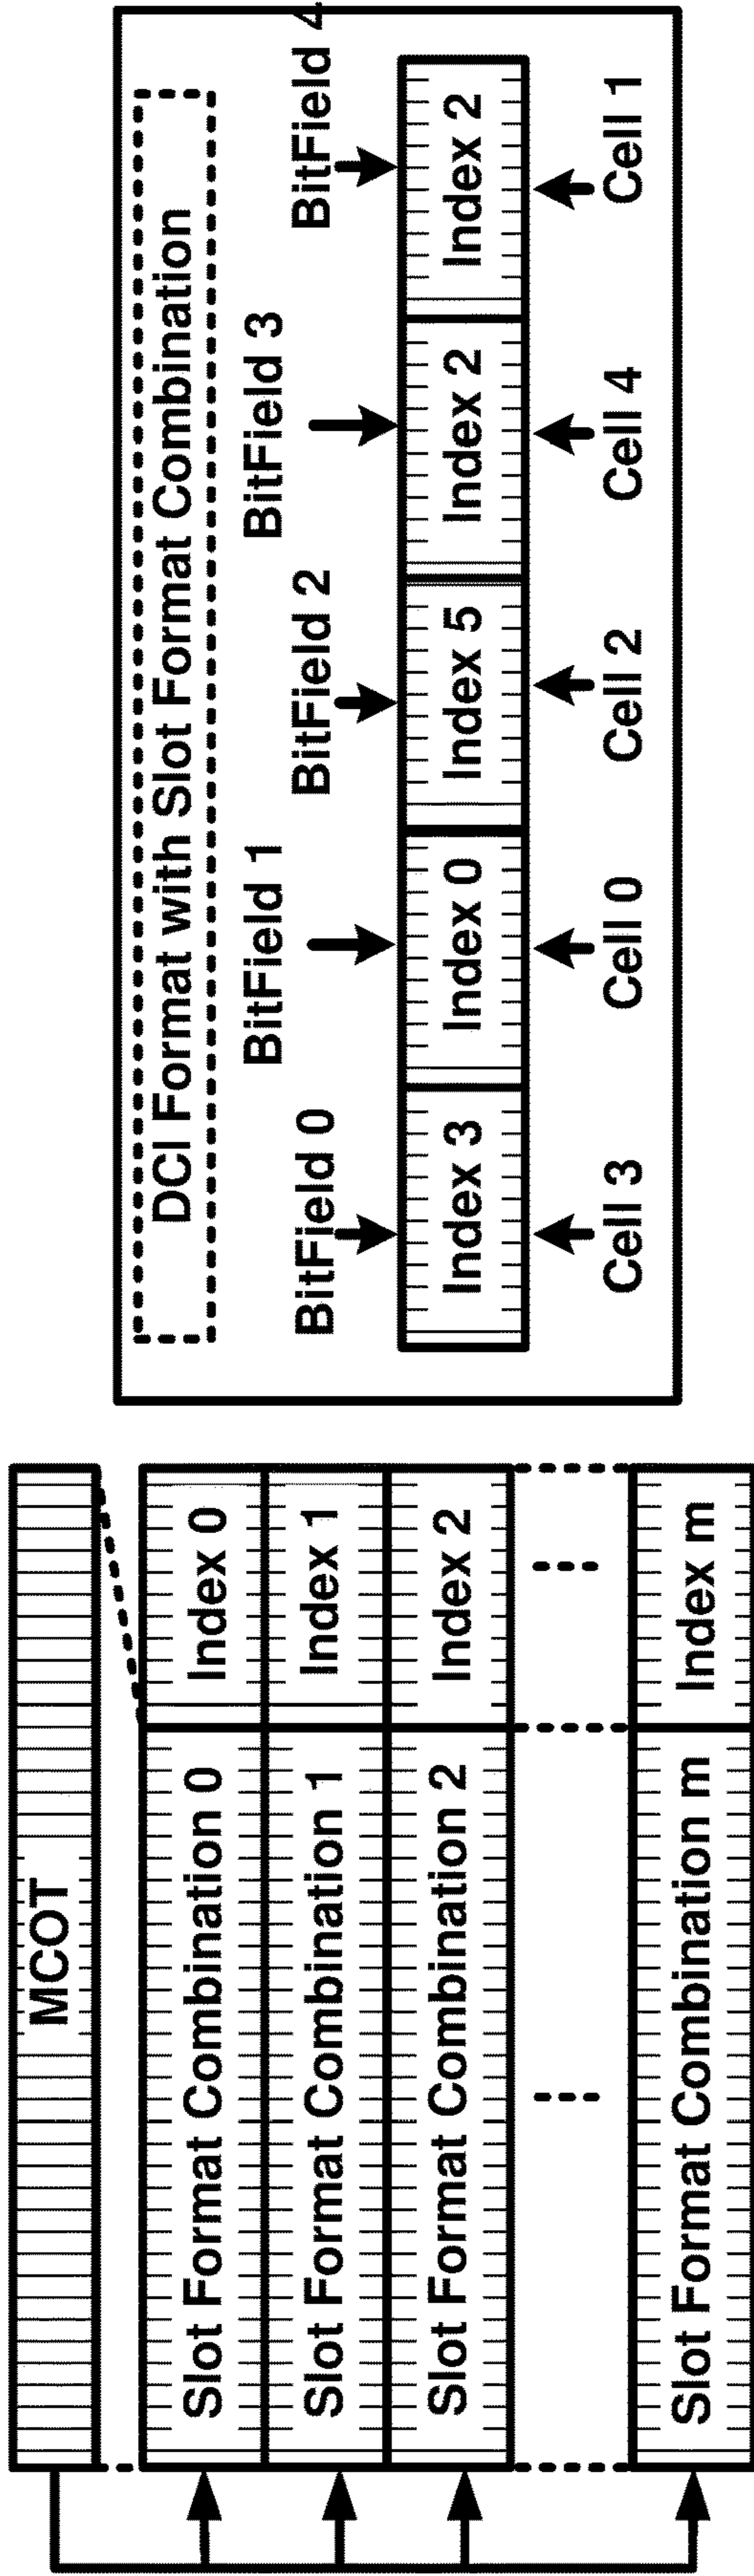 MCOT
Slot Format Combination 0 Index 0
Slot Format Combination 1 Index 1
Slot Format Combination 2 Index 2
Slot Format Combination m Index m
DCI Format with Slot Format Combination
BitField 0 BitField 1 BitField 2 BitField 3 BitField 4
Index 3 Index 0 Index 5 Index 2 Index 2
Cell 3 Cell 0 Cell 2 Cell 4 Cell 1